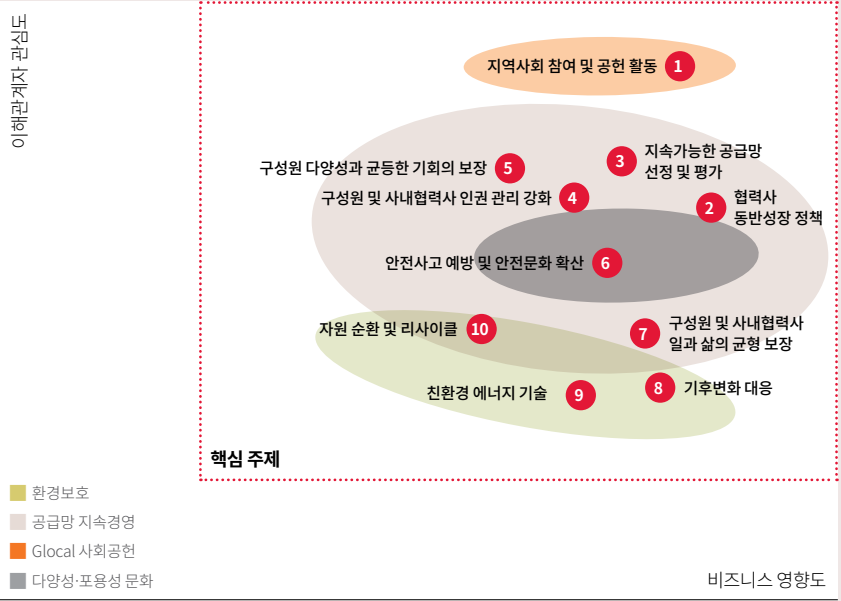 이해관계자 관심도
지역사회 참여 및 공헌 활동 1
구성원 다양성과 균등한 기회의 보장 5
3 지속가능한 공급망
선정 및 평가
구성원 및 사내협력사 인권 관리 강화 4
2 협력사
동반성장 정책
안전사고 예방 및 안전문화 확산 6
자원 순환 및 리사이클 10
7 구성원 및 사내협력사
일과 삶의 균형 보장
친환경 에너지 기술 9
8 기후변화 대응
핵심 주제
환경보호
공급망 지속경영
Glocal 사회공헌
다양성·포용성 문화
비즈니스 영향도